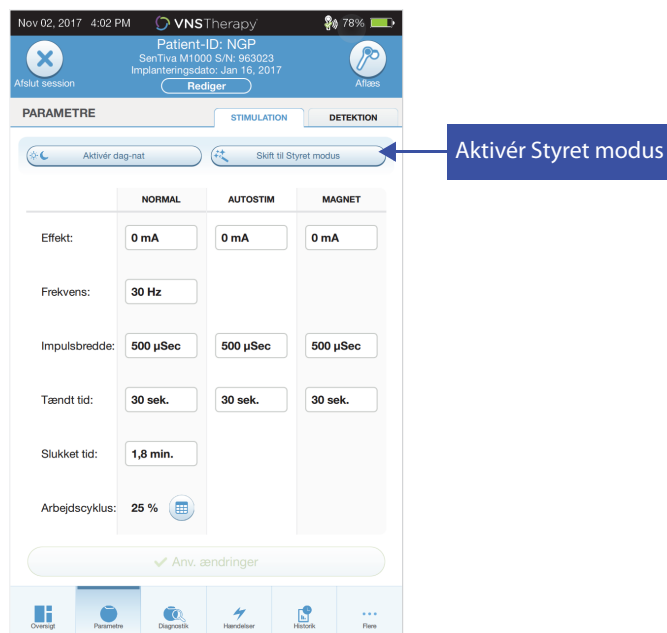 Nov 02, 2017 4:02 PM VNSTherapy 78%
Patient-ID: NGP
SenTiva M1000 S/N: 963023
Implanteringsdato: Jan 16, 2017
Afslut session Rediger Aflæs
PARAMETRE STIMULATION DETEKTION
Aktivér dag-nat Skift til Styret modus
Aktivér Styret modus
NORMAL AUTOSTIM MAGNET
Effekt: 0 mA 0 mA 0 mA
Frekvens: 30 Hz
Impulsbredde: 500 µSec 500 µSec 500 µSec
Tændt tid: 30 sek. 30 sek. 30 sek.
Slukket tid: 1,8 min.
Arbejdscyklus: 25 %
Anv. ændringer
Oversigt Parametre Diagnostik Hændelser Historik Flere